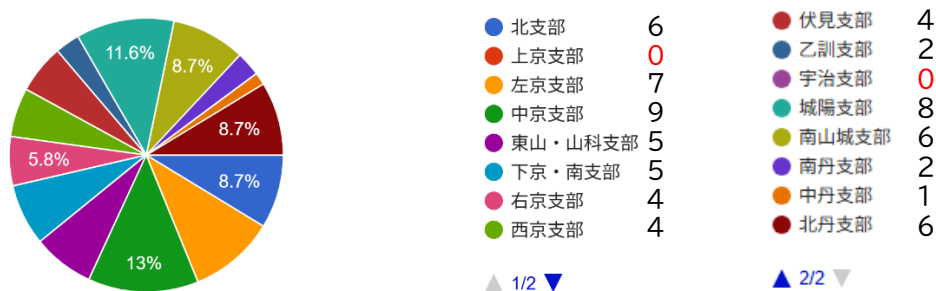 11.6%
8.7%
8.7%
8.7%
13%
5.8%
北支部 6
上京支部 0
左京支部 7
中京支部 9
東山・山科支部 5
下京・南支部 5
右京支部 4
西京支部 4
▲ 1/2 ▼
伏見支部 4
乙訓支部 2
宇治支部 0
城陽支部 8
南山城支部 6
南丹支部 2
中丹支部 1
北丹支部 6
▲ 2/2 ▼